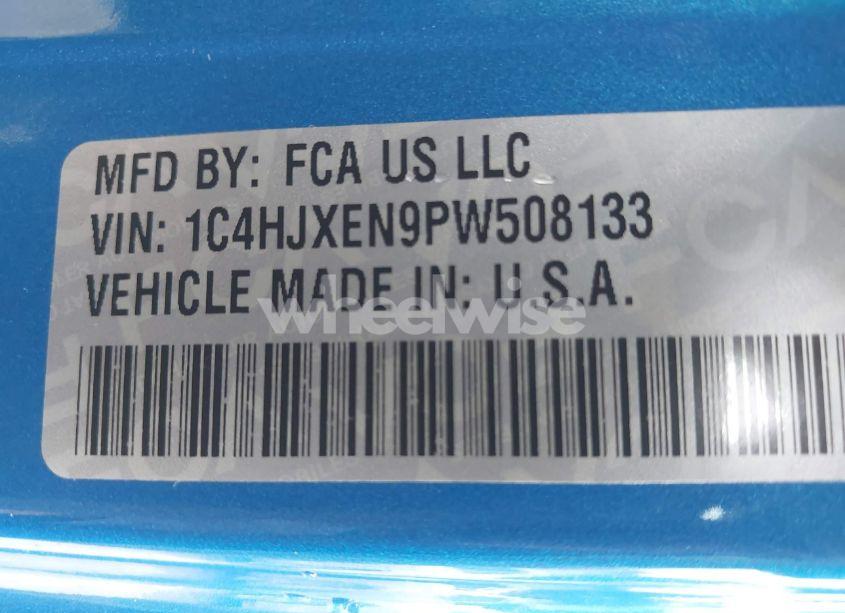 MFD BY: FCA US LLC
VIN: 1C4HJXEN9PW508133
VEHICLE MADE IN: U.S.A.
wheelwise